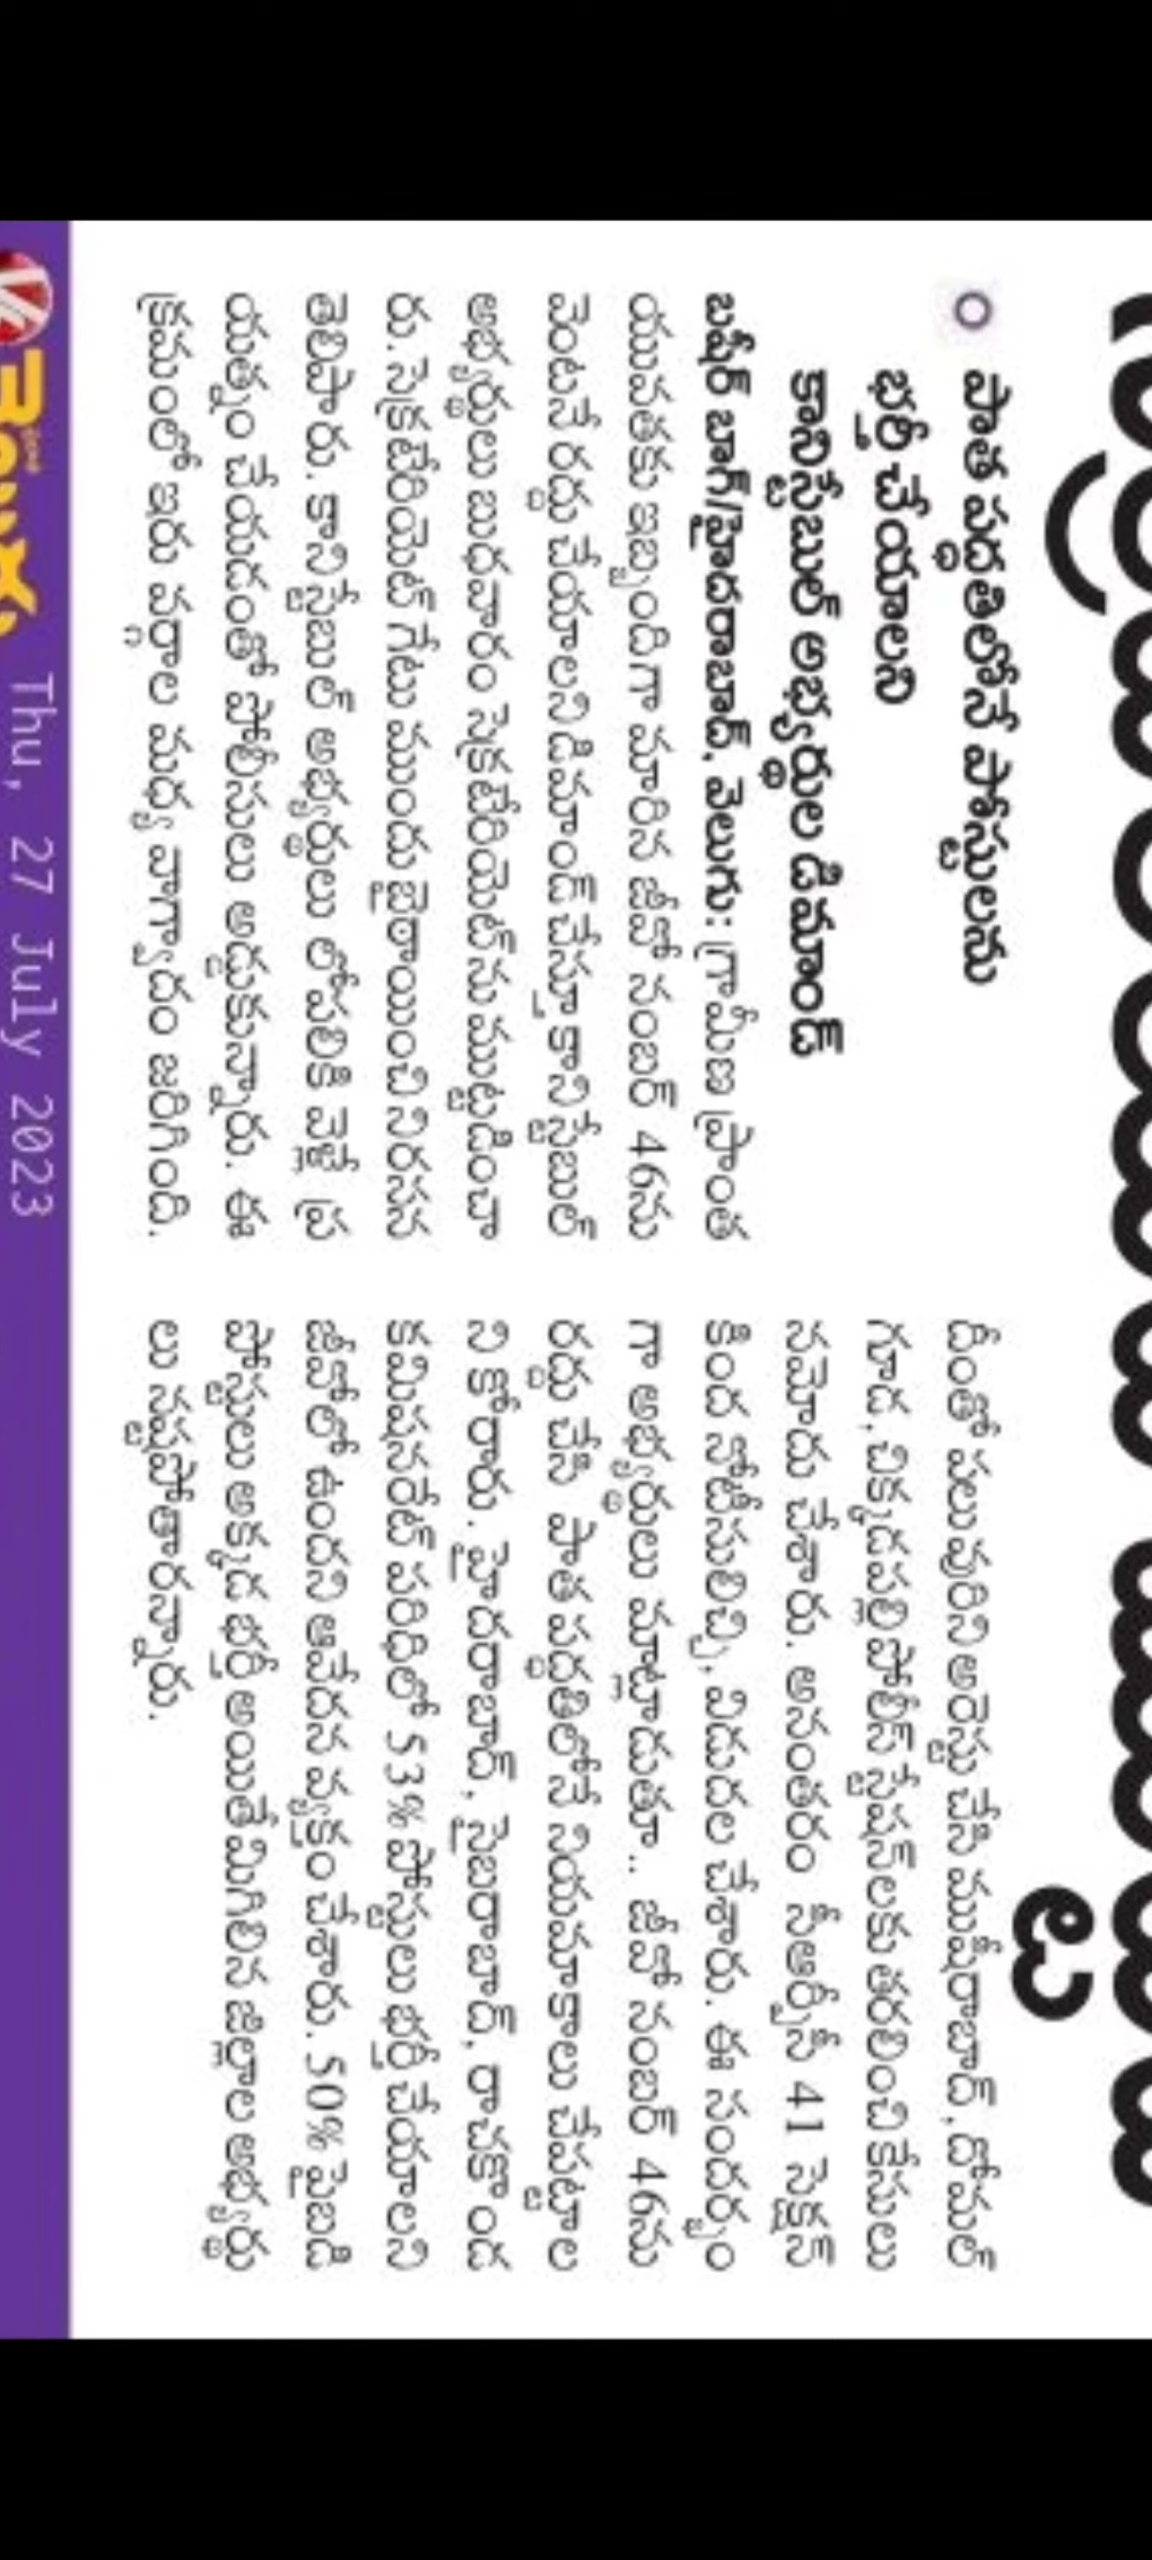 పాత పద్ధతిలోనే పోస్టులను
భర్తీ చేయాలని
కానిస్టేబుల్ అభ్యర్థుల డిమాండ్
బషీర్ బాగ్/హైదరాబాద్, వెలుగు: గ్రామీణ ప్రాంత
యువతకు ఇబ్బందిగా మారిన జీవో నంబర్ 46ను
వెంటనే రద్దు చేయాలని డిమాండ్ చేస్తూ కానిస్టేబుల్
అభ్యర్థులు బుధవారం సెక్రటేరియెట్‌ను ముట్టడించా
రు. సెక్రటేరియెట్ గేటు ముందు బైఠాయించి నిరసన
తెలిపారు. కానిస్టేబుల్ అభ్యర్థులు లోపలికి వెళ్లే ప్ర
యత్నం చేయడంతో పోలీసులు అడ్డుకున్నారు. ఈ
క్రమంలో ఇరు వర్గాల మధ్య వాగ్వాదం జరిగింది.
దీంతో పలువురిని అరెస్టు చేసి ముషీరాబాద్, దోమల్
గూడ, చిక్కడపల్లి పోలీస్ స్టేషన్‌లకు తరలించి కేసులు
నమోదు చేశారు. అనంతరం సీఆర్పీసీ 41 సెక్షన్
కింద నోటీసులిచ్చి, విడుదల చేశారు. ఈ సందర్భం
గా అభ్యర్థులు మాట్లాడుతూ.. జీవో నంబర్ 46ను
రద్దు చేసి పాత పద్ధతిలోనే నియమాకాలు చేపట్టాల
ని కోరారు. హైదరాబాద్, సైబరాబాద్, రాచకొండ
కమిషనరేట్ పరిధిలో 53% పోస్టులు భర్తీ చేయాలని
జీవోలో ఉందని ఆవేదన వ్యక్తం చేశారు. 50% పైబడి
పోస్టులు అక్కడ భర్తీ అయితే మిగిలిన జిల్లాల అభ్యర్థు
లు నష్టపోతారన్నారు.
వెలుగు
Thu, 27 July 2023